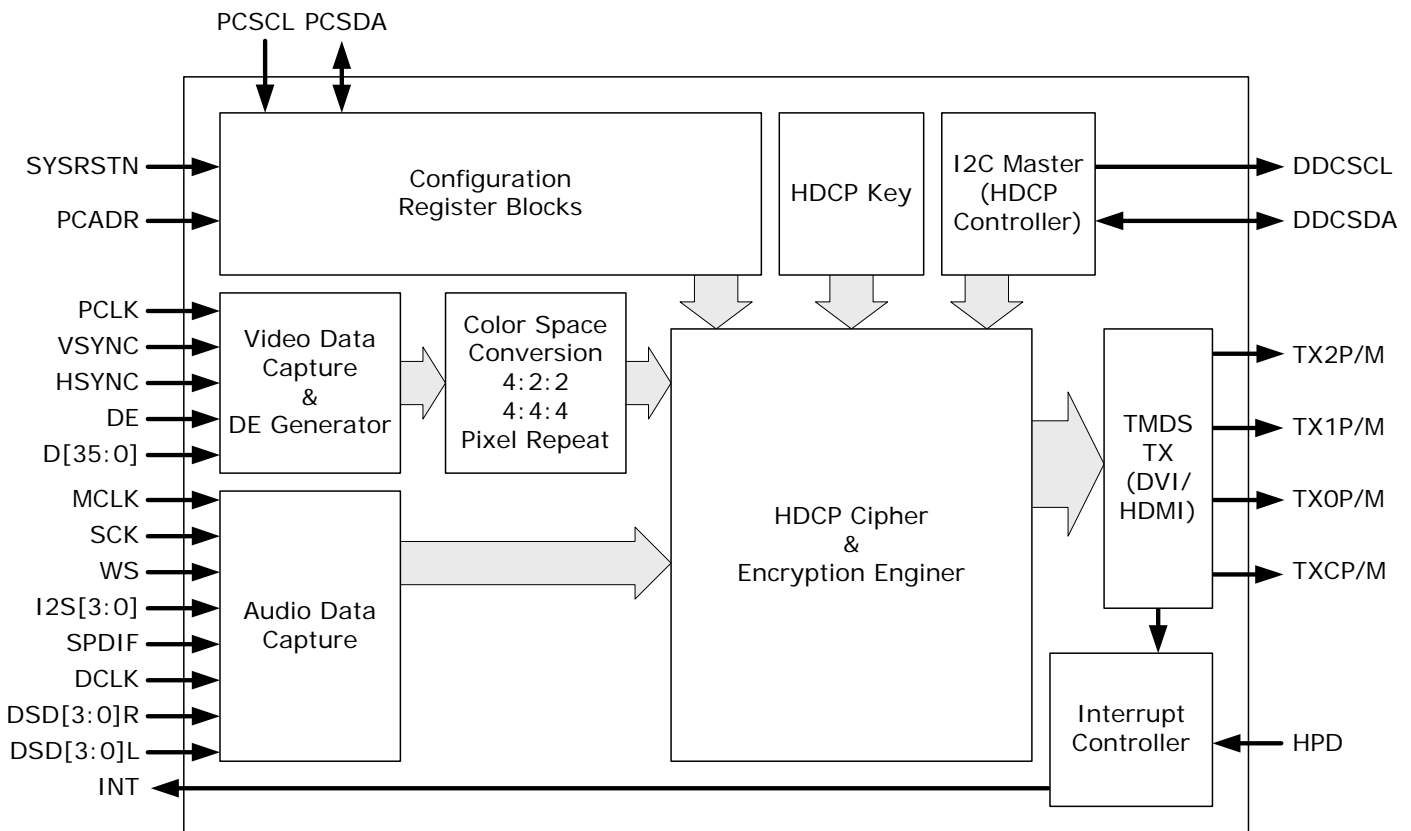 PCSCL PCSDA
SYSRSTN
PCADR
Configuration
Register Blocks
HDCP Key
I2C Master
(HDCP
Controller)
DDCSCL
DDCSDA
PCLK
VSYNC
HSYNC
DE
D[35:0]
Video Data
Capture
&
DE Generator
Color Space
Conversion
4:2:2
4:4:4
Pixel Repeat
MCLK
SCK
WS
I2S[3:0]
SPDIF
DCLK
DSD[3:0]R
DSD[3:0]L
INT
Audio Data
Capture
HDCP Cipher
&
Encryption Enginer
TMDS
TX
(DVI/
HDMI)
TX2P/M
TX1P/M
TX0P/M
TXCP/M
Interrupt
Controller
HPD